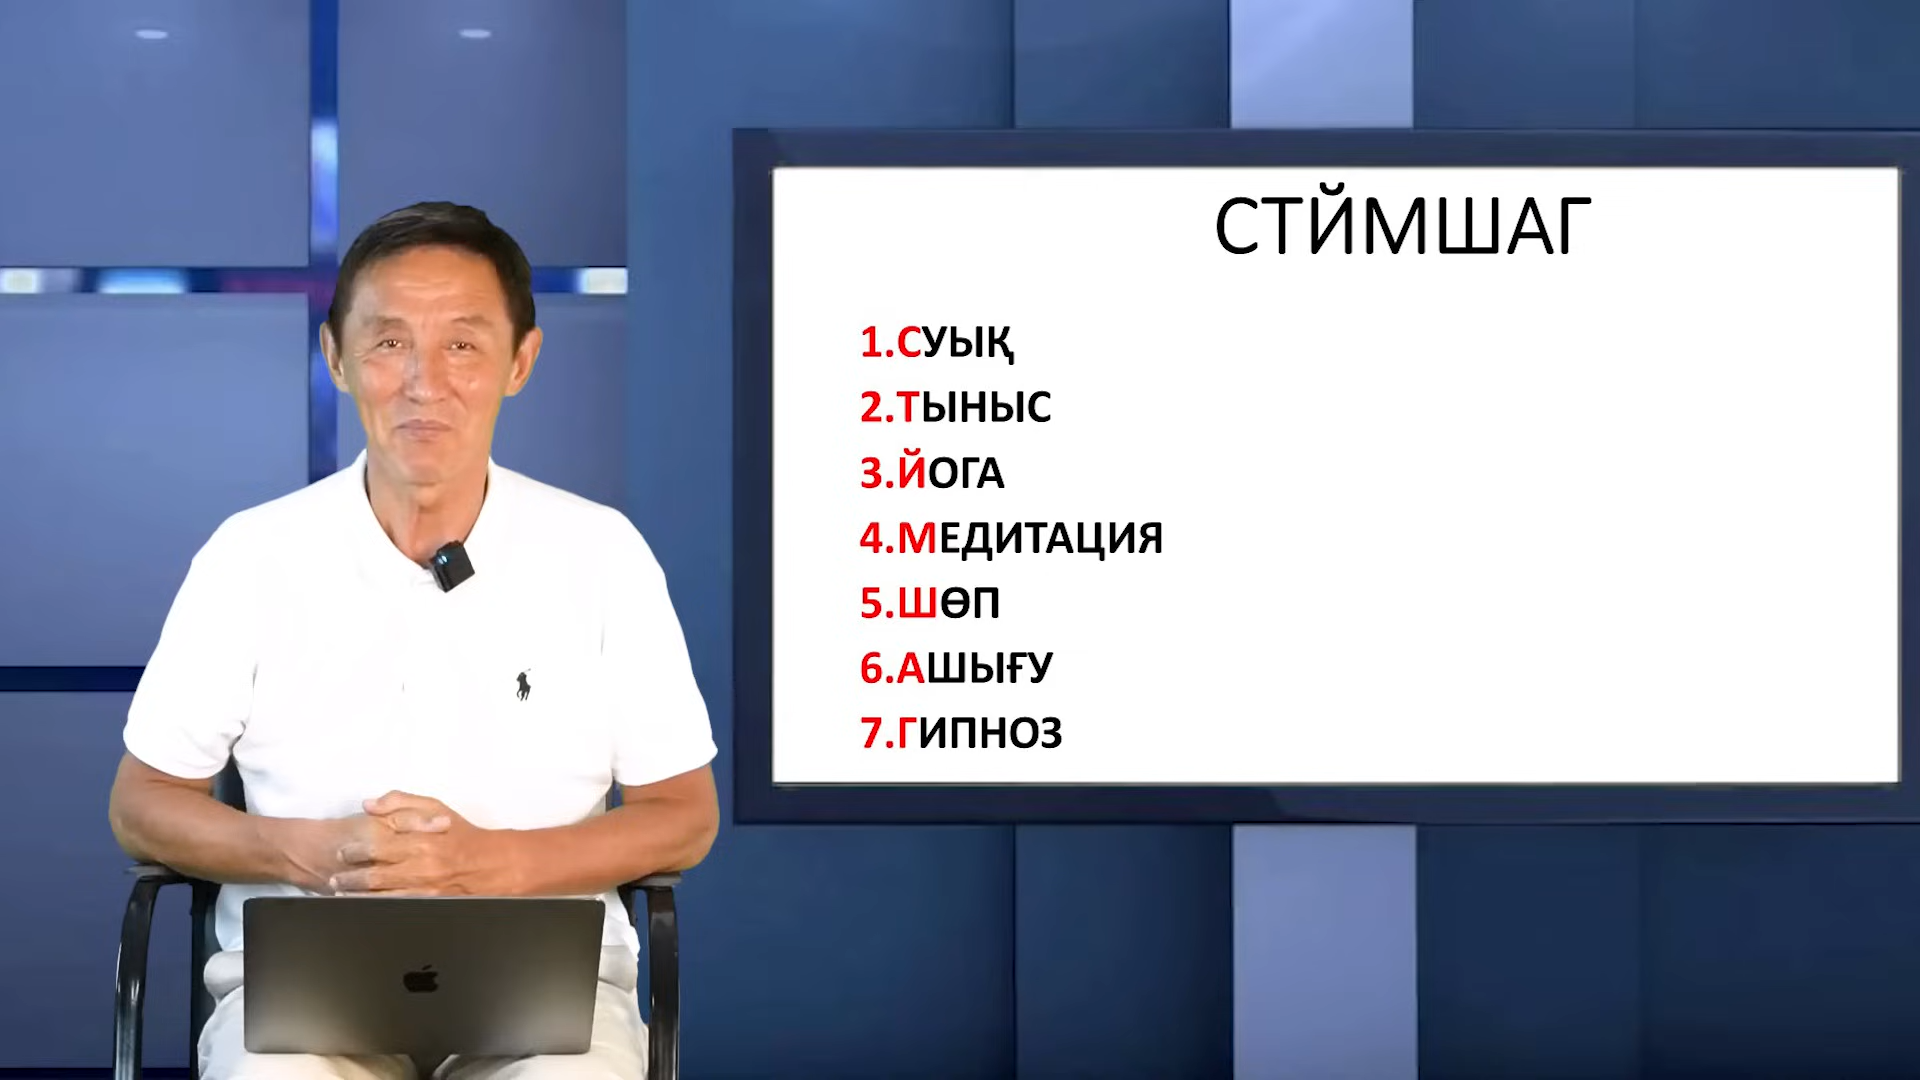 СТЙМШАГ
1.СУЫҚ
2.ТЫНЫС
3.ЙОГА
4.МЕДИТАЦИЯ
5.ШӨП
6.АШЫҒУ
7.ГИПНОЗ